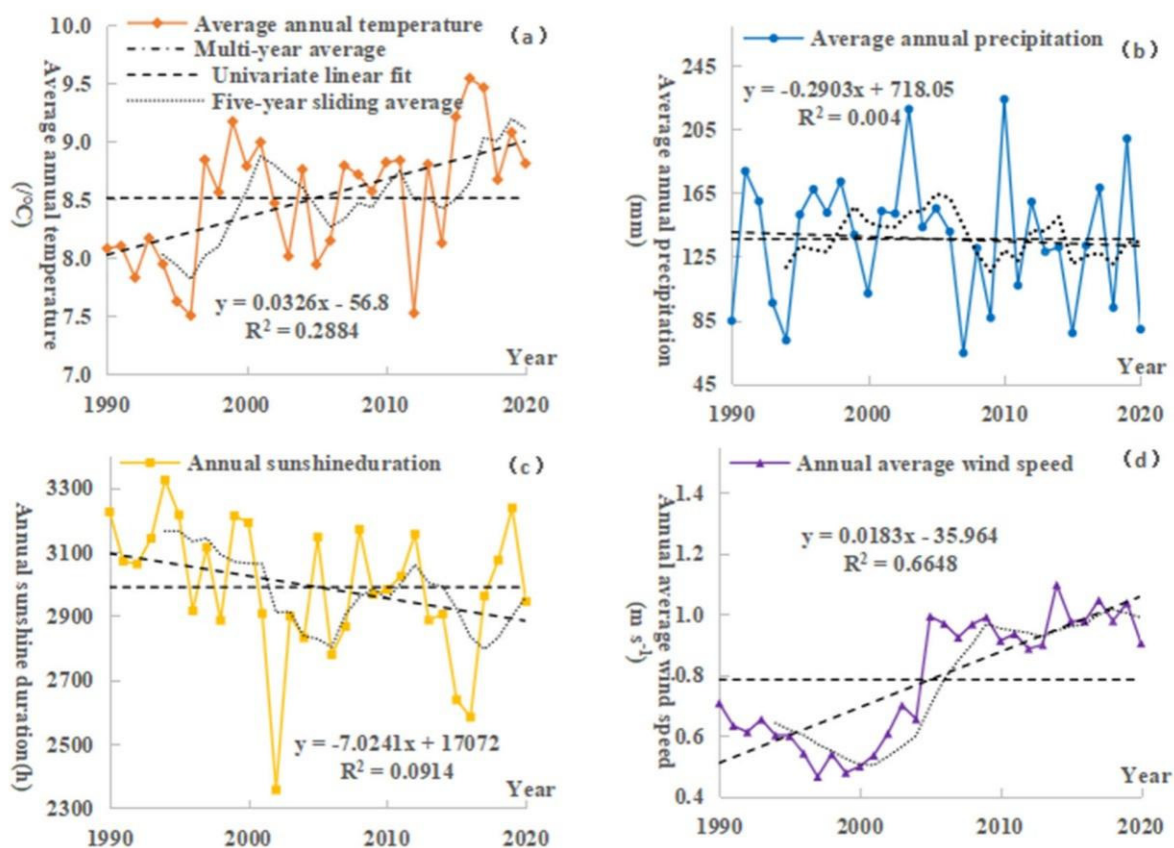 Average annual temperature
Multi-year average
Univariate linear fit
Five-year sliding average
(a)
10.0
9.5
9.0
8.5
8.0
7.5
7.0
Average annual temperature
(/°C)
y = 0.0326x - 56.8
R² = 0.2884
Year
1990
2000
2010
2020
Average annual precipitation
(b)
245
205
165
125
85
45
Average annual precipitation
(mm)
y = -0.2903x + 718.05
R² = 0.004
Year
1990
2000
2010
2020
Annual sunshineduration
(c)
3300
3100
2900
2700
2500
2300
Annual sunshine duration(h)
y = -7.0241x + 17072
R² = 0.0914
Year
1990
2000
2010
2020
Annual average wind speed
(d)
1.4
1.2
1.0
0.8
0.6
0.4
Annual average wind speed
(m s⁻¹)
y = 0.0183x - 35.964
R² = 0.6648
Year
1990
2000
2010
2020